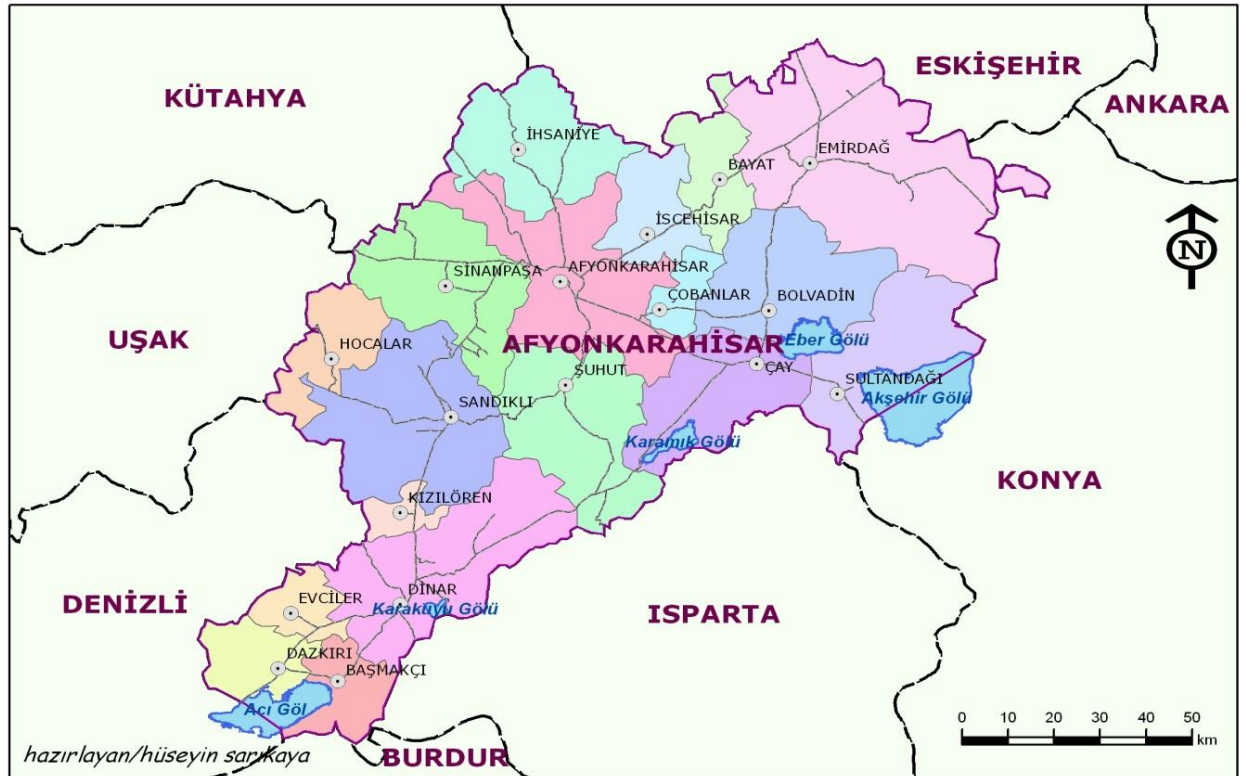 ESKİŞEHİR
KÜTAHYA
ANKARA
İHSANİYE
BAYAT
EMİRDAĞ
İSCEHİSAR
N
SİNANPAŞA
AFYONKARAHİSAR
ÇOBANLAR
BOLVADİN
UŞAK
HOCALAR
AFYONKARAHİSAR
Eber Gölü
ÇAY
ŞUHUT
SULTANDAĞI
Akşehir Gölü
SANDIKLI
Karamık Gölü
KONYA
KIZILÖREN
DENİZLİ
EVCİLER
DİNAR
Karakuyu Gölü
ISPARTA
DAZKIRI
BAŞMAKÇI
Acı Göl
0 10 20 30 40 50
km
hazırlayan/hüseyin sarıkaya
BURDUR